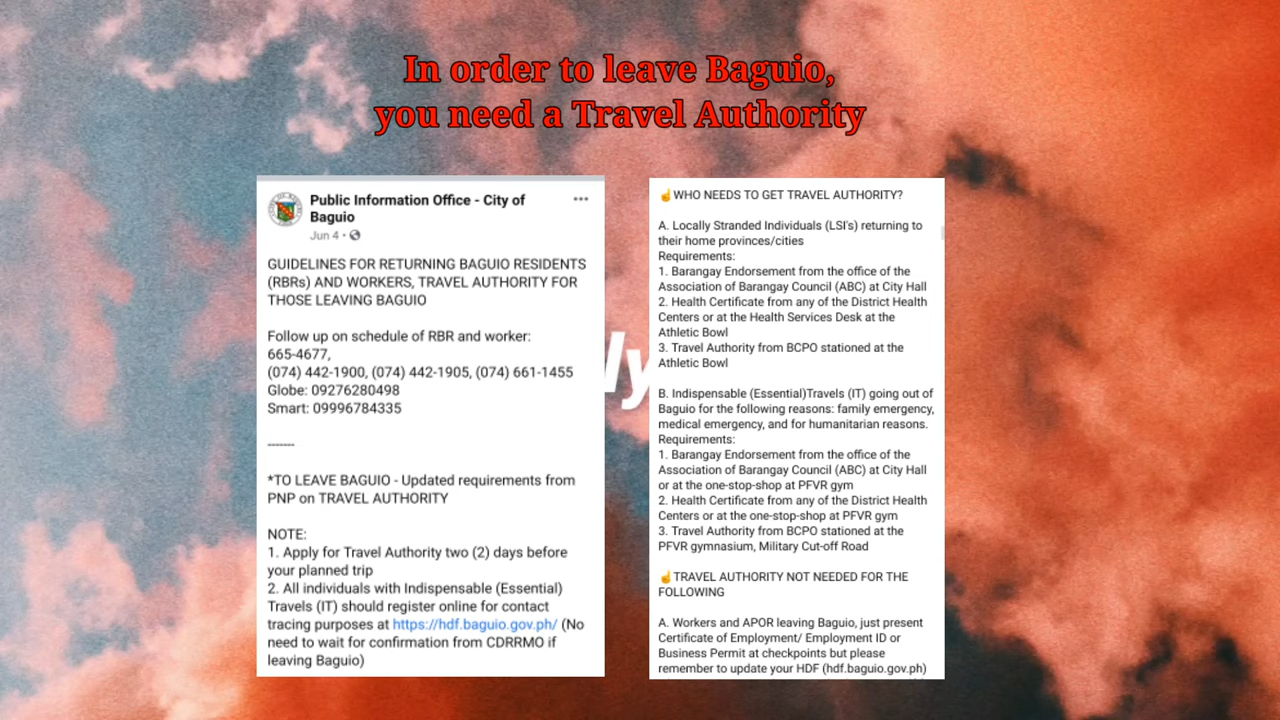 In order to leave Baguio,
you need a Travel Authority
Public Information Office - City of
Baguio
Jun 4 •
GUIDELINES FOR RETURNING BAGUIO RESIDENTS
(RBRs) AND WORKERS, TRAVEL AUTHORITY FOR
THOSE LEAVING BAGUIO
Follow up on schedule of RBR and worker:
665-4677,
(074) 442-1900, (074) 442-1905, (074) 661-1455
Globe: 09276280498
Smart: 09996784335
-------
*TO LEAVE BAGUIO - Updated requirements from
PNP on TRAVEL AUTHORITY
NOTE:
1. Apply for Travel Authority two (2) days before
your planned trip
2. All individuals with Indispensable (Essential)
Travels (IT) should register online for contact
tracing purposes at https://hdf.baguio.gov.ph/ (No
need to wait for confirmation from CDRRMO if
leaving Baguio)
ly
☝WHO NEEDS TO GET TRAVEL AUTHORITY?
A. Locally Stranded Individuals (LSI's) returning to
their home provinces/cities
Requirements:
1. Barangay Endorsement from the office of the
Association of Barangay Council (ABC) at City Hall
2. Health Certificate from any of the District Health
Centers or at the Health Services Desk at the
Athletic Bowl
3. Travel Authority from BCPO stationed at the
Athletic Bowl
B. Indispensable (Essential)Travels (IT) going out of
Baguio for the following reasons: family emergency,
medical emergency, and for humanitarian reasons.
Requirements:
1. Barangay Endorsement from the office of the
Association of Barangay Council (ABC) at City Hall
or at the one-stop-shop at PFVR gym
2. Health Certificate from any of the District Health
Centers or at the one-stop-shop at PFVR gym
3. Travel Authority from BCPO stationed at the
PFVR gymnasium, Military Cut-off Road
☝TRAVEL AUTHORITY NOT NEEDED FOR THE
FOLLOWING
A. Workers and APOR leaving Baguio, just present
Certificate of Employment/ Employment ID or
Business Permit at checkpoints but please
remember to update your HDF (hdf.baguio.gov.ph)